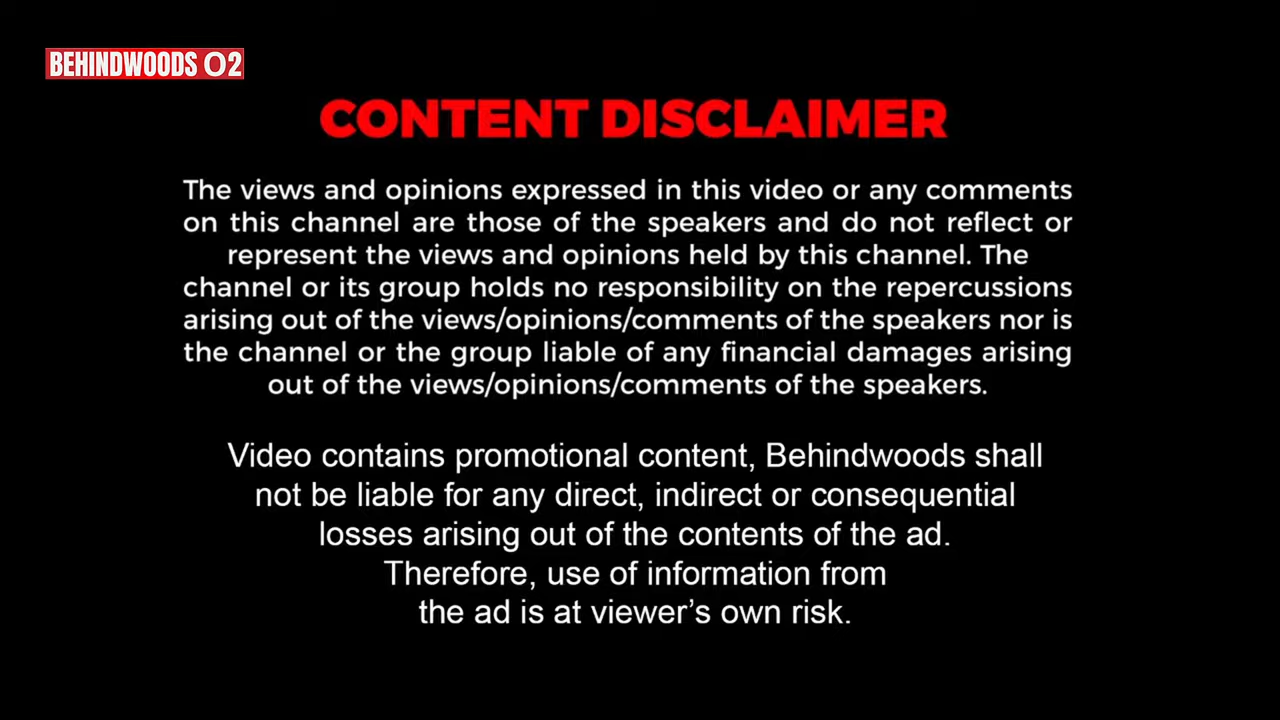 BEHINDWOODS O2
CONTENT DISCLAIMER
The views and opinions expressed in this video or any comments
on this channel are those of the speakers and do not reflect or
represent the views and opinions held by this channel. The
channel or its group holds no responsibility on the repercussions
arising out of the views/opinions/comments of the speakers nor is
the channel or the group liable of any financial damages arising
out of the views/opinions/comments of the speakers.
Video contains promotional content, Behindwoods shall
not be liable for any direct, indirect or consequential
losses arising out of the contents of the ad.
Therefore, use of information from
the ad is at viewer’s own risk.